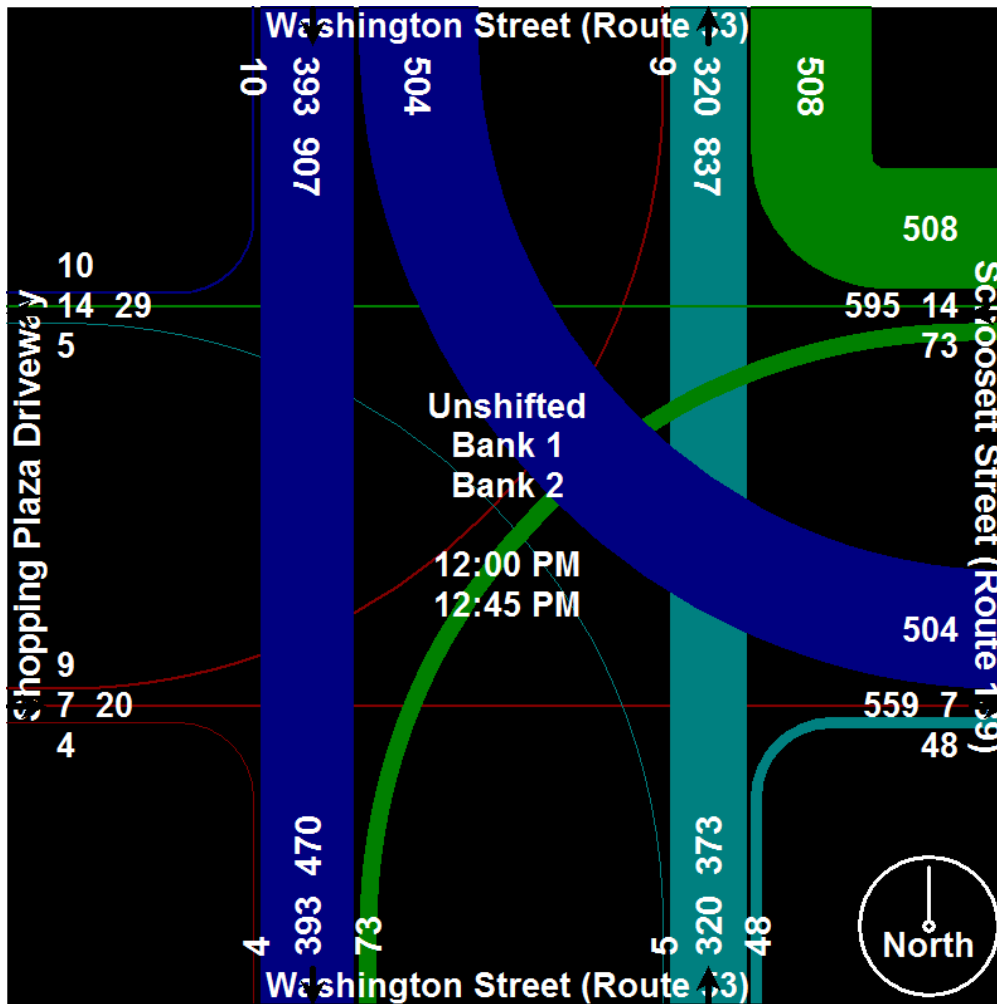 Washington Street (Route 53)
10
393 907
504
9
320 837
508
508
10
14 29
5
595 14
73
Shopping Plaza Driveway
Schoosett Street (Route 139)
Unshifted
Bank 1
Bank 2
12:00 PM
12:45 PM
504
9
7 20
4
559 7
48
4
393 470
73
5
320 373
48
North
Washington Street (Route 53)